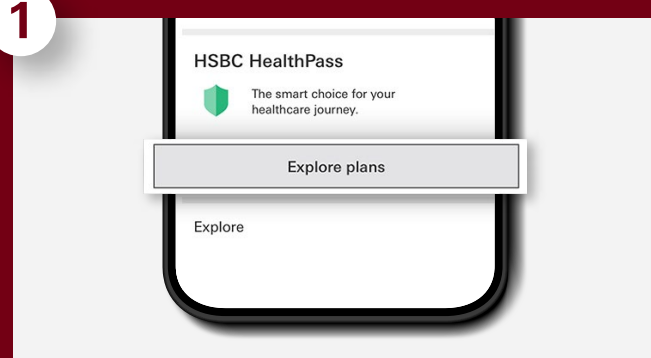 1
HSBC HealthPass
The smart choice for your
healthcare journey.
Explore plans
Explore